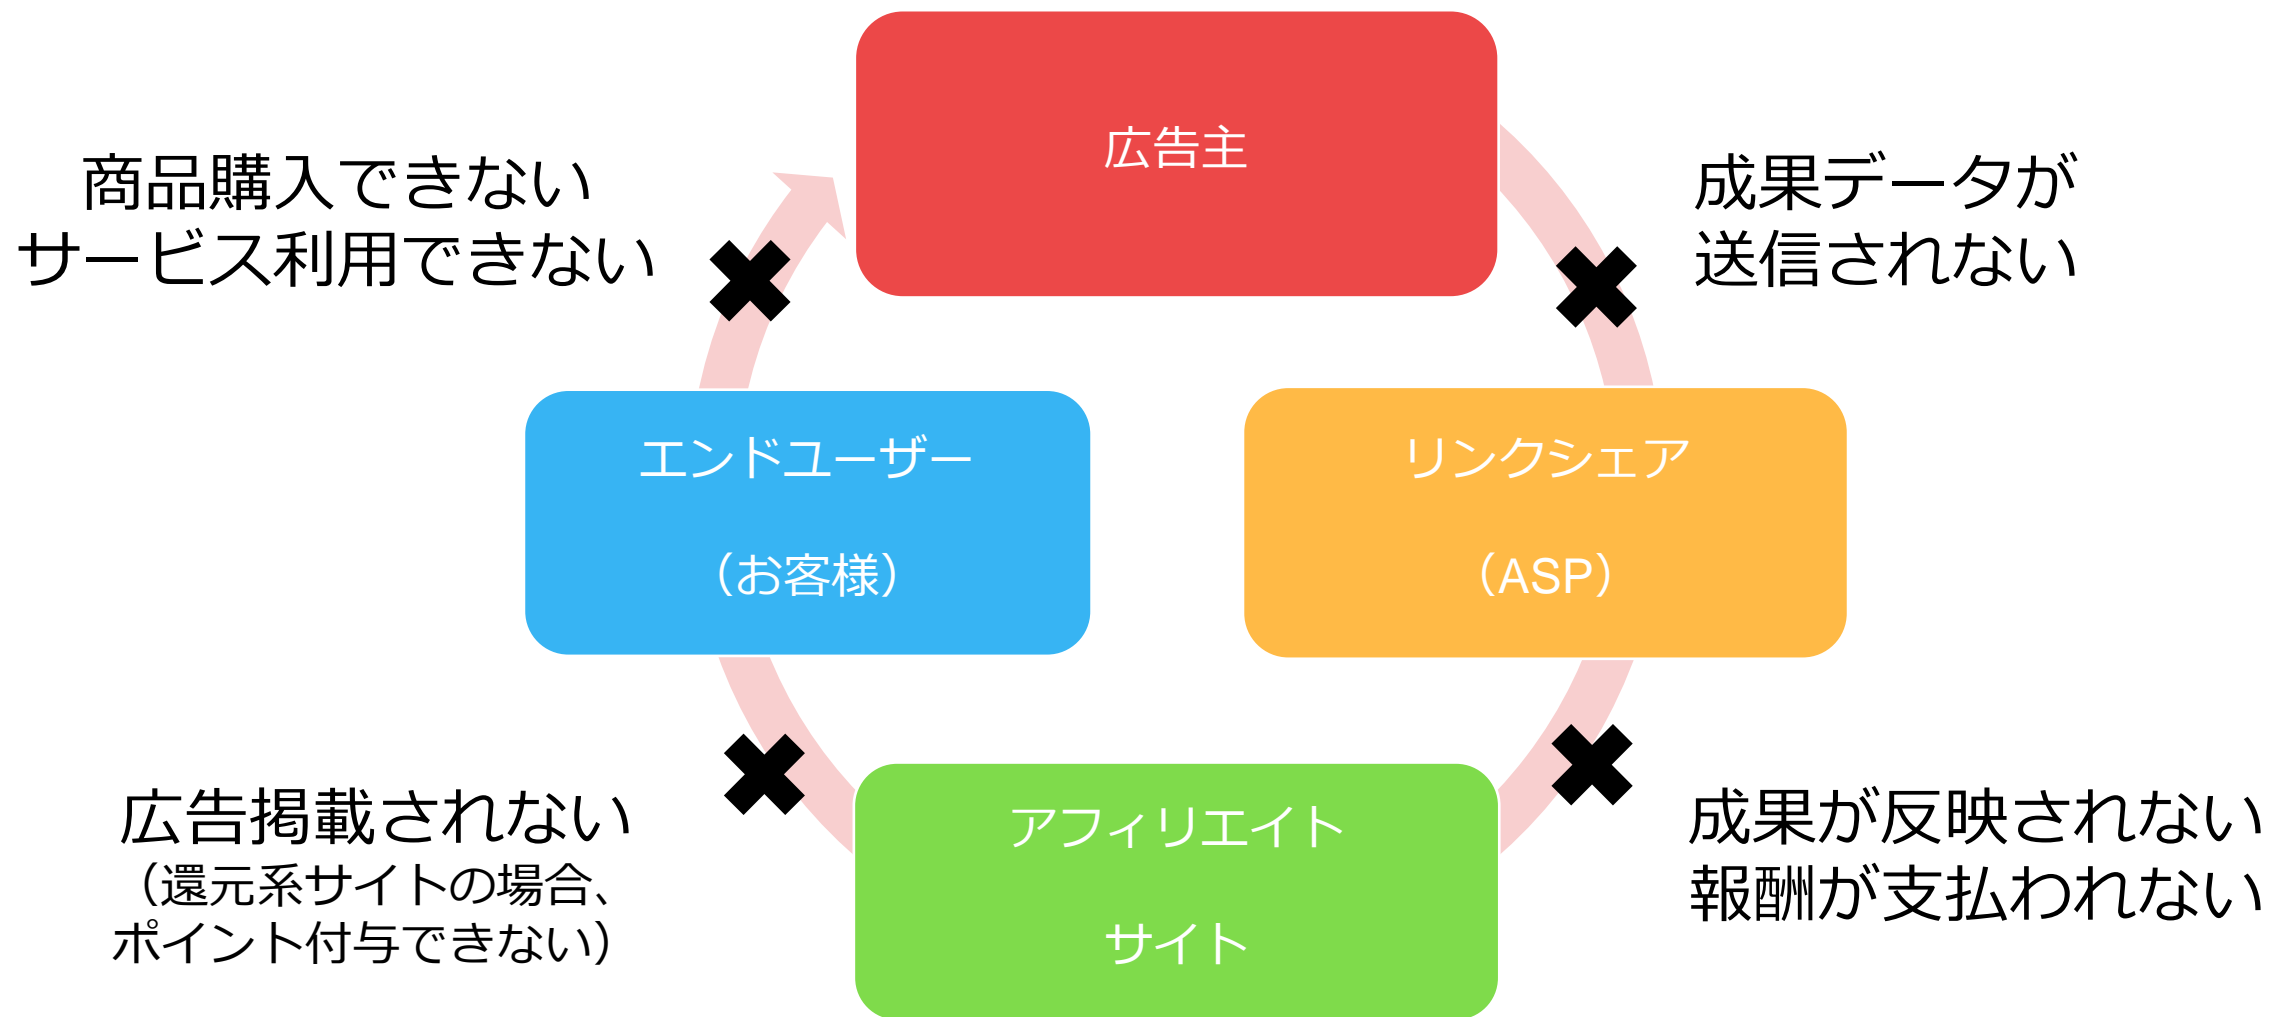 広告主
商品購入できない
サービス利用できない
成果データが
送信されない
エンドユーザー
（お客様）
リンクシェア
（ASP）
広告掲載されない
（還元系サイトの場合、
ポイント付与できない）
アフィリエイト
サイト
成果が反映されない
報酬が支払われない